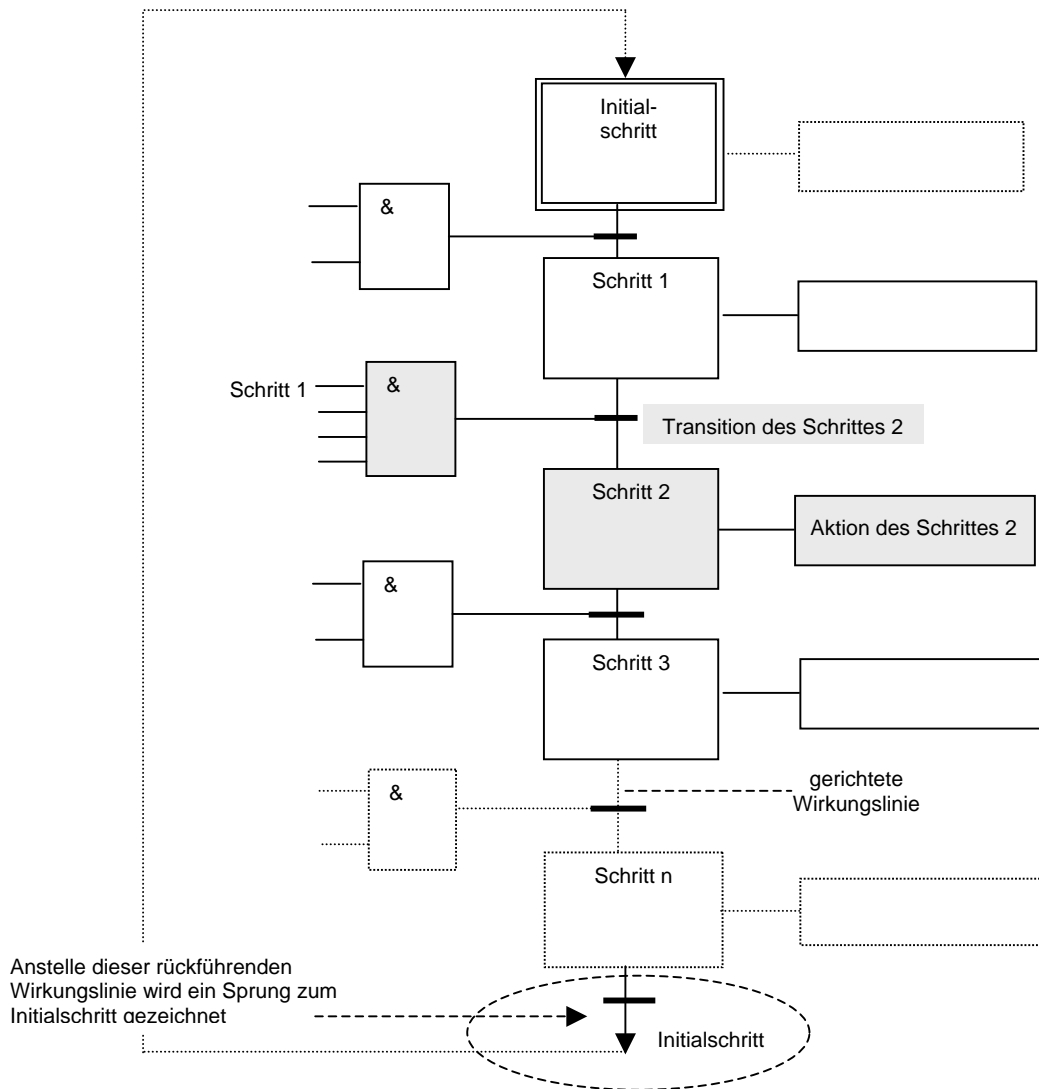 Initial-
schritt
&
Schritt 1
Schritt 1
&
Transition des Schrittes 2
Schritt 2
Aktion des Schrittes 2
&
Schritt 3
&
gerichtete
Wirkungslinie
Schritt n
Anstelle dieser rückführenden
Wirkungslinie wird ein Sprung zum
Initialschritt gezeichnet
Initialschritt